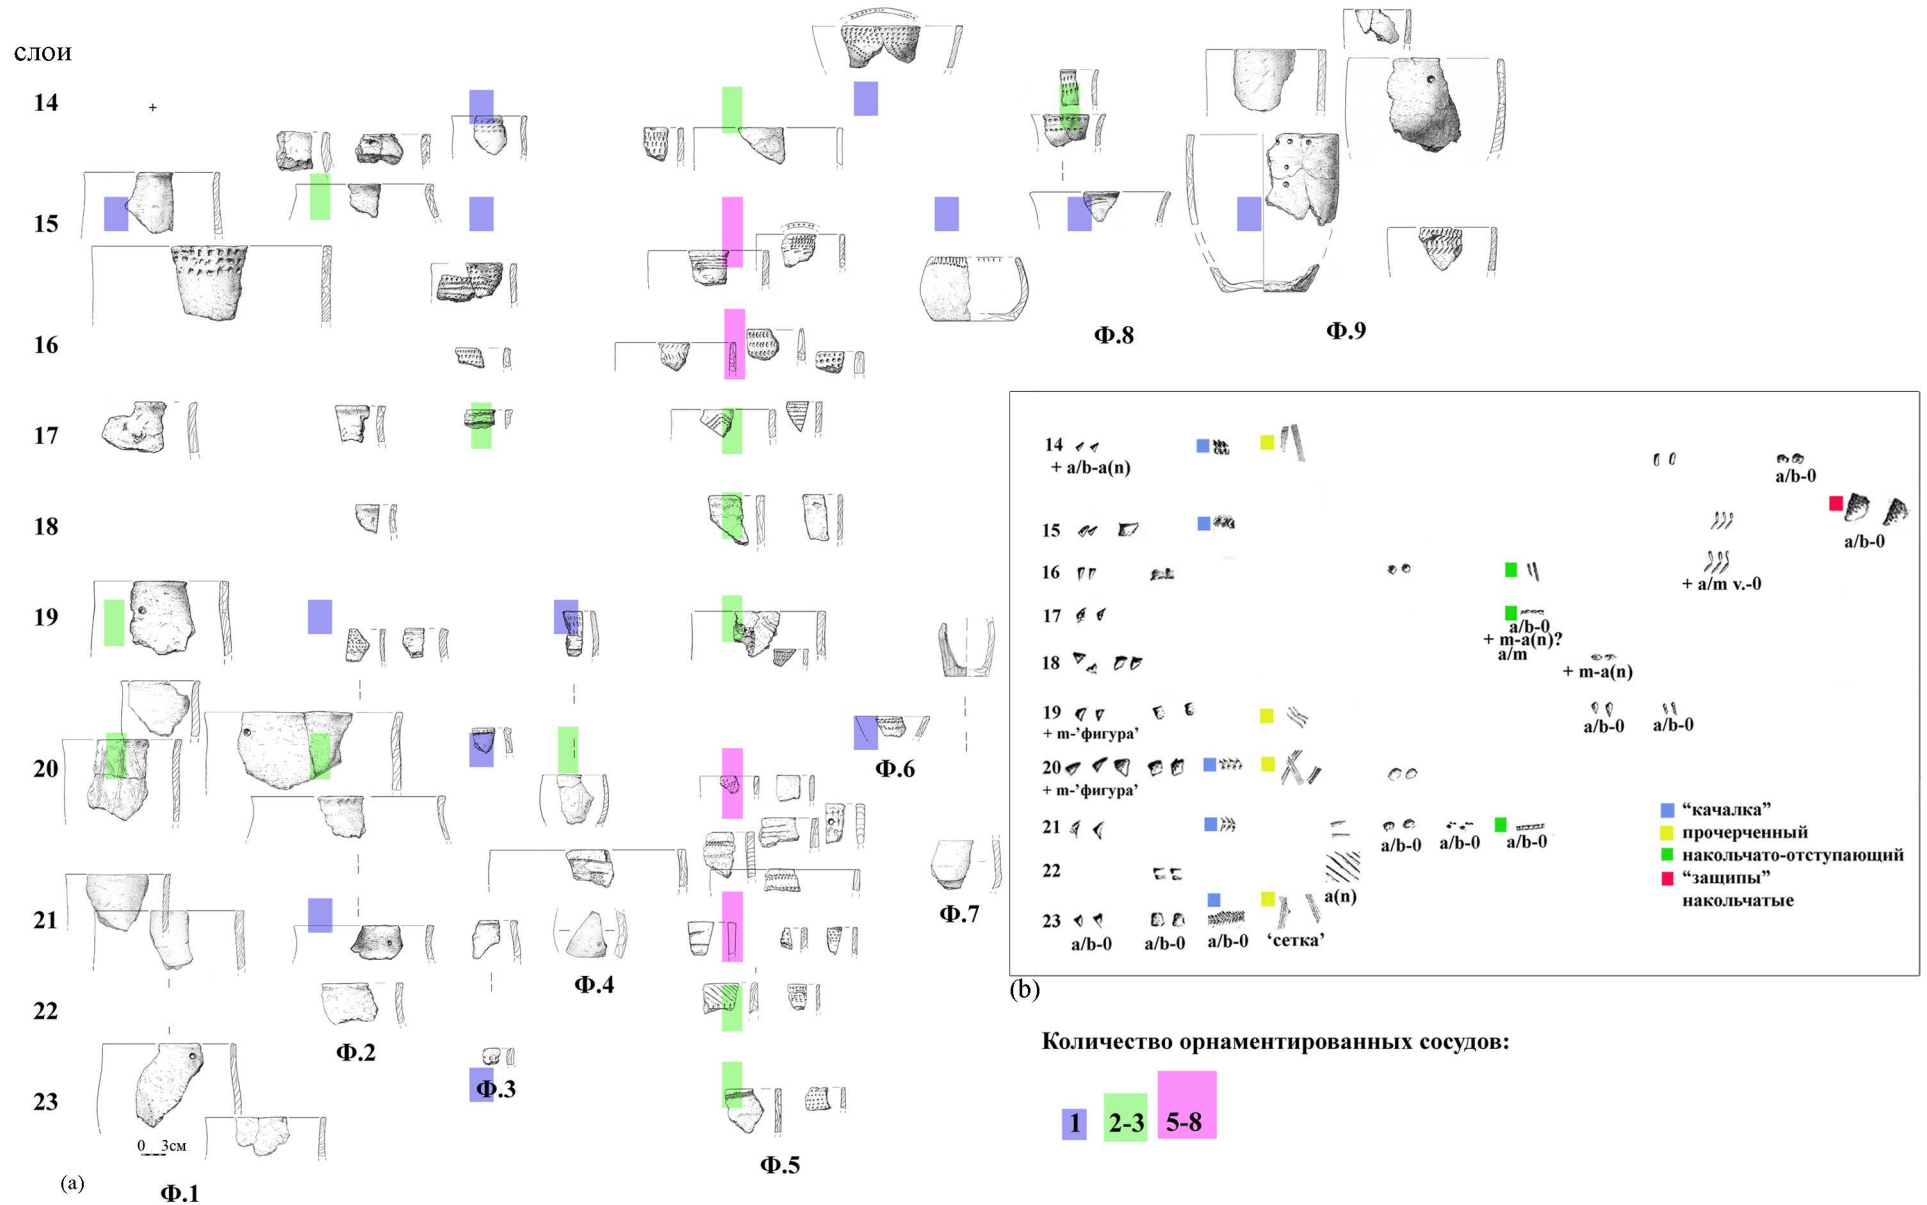 слои
14
15
16
17
18
19
20
21
22
23
0 3см
(a)
Ф.1
Ф.2
Ф.3
Ф.4
Ф.5
Ф.6
Ф.7
Ф.8
Ф.9
14
+ a/b-a(n)
a/b-0
15
a/b-0
16
+ a/m v.-0
17
a/b-0
+ m-a(n)?
a/m
18
+ m-a(n)
19
+ m-’фигура’
a/b-0 a/b-0
20
+ m-’фигура’
21
a/b-0 a/b-0 a/b-0
22
a(n)
23
a/b-0 a/b-0 a/b-0 ‘сетка’
“качалка”
прочерченный
накольчато-отступающий
“защипы”
накольчатые
(b)
Количество орнаментированных сосудов:
1 2-3 5-8